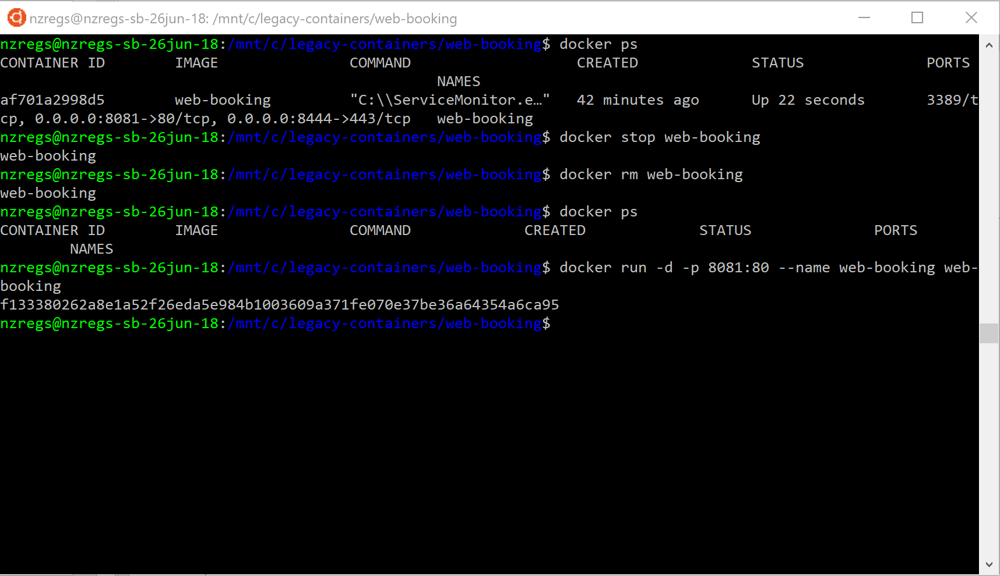 nzregs@nzregs-sb-26jun-18: /mnt/c/legacy-containers/web-booking
nzregs@nzregs-sb-26jun-18:/mnt/c/legacy-containers/web-booking$ docker ps
CONTAINER ID        IMAGE               COMMAND                   CREATED             STATUS              PORTS
                                                  NAMES
af701a2998d5        web-booking         "C:\\ServiceMonitor.e…"   42 minutes ago      Up 22 seconds       3389/t
cp, 0.0.0.0:8081->80/tcp, 0.0.0.0:8444->443/tcp   web-booking
nzregs@nzregs-sb-26jun-18:/mnt/c/legacy-containers/web-booking$ docker stop web-booking
web-booking
nzregs@nzregs-sb-26jun-18:/mnt/c/legacy-containers/web-booking$ docker rm web-booking
web-booking
nzregs@nzregs-sb-26jun-18:/mnt/c/legacy-containers/web-booking$ docker ps
CONTAINER ID        IMAGE               COMMAND             CREATED             STATUS              PORTS
        NAMES
nzregs@nzregs-sb-26jun-18:/mnt/c/legacy-containers/web-booking$ docker run -d -p 8081:80 --name web-booking web-
booking
f133380262a8e1a52f26eda5e984b1003609a371fe070e37be36a64354a6ca95
nzregs@nzregs-sb-26jun-18:/mnt/c/legacy-containers/web-booking$